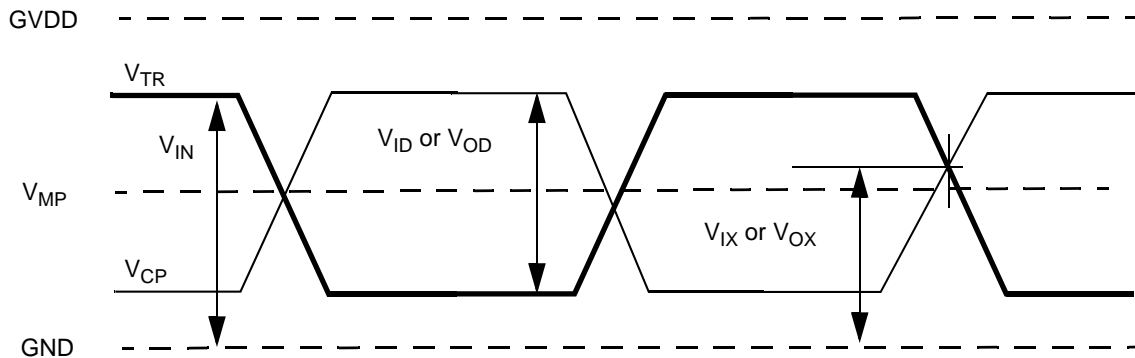 GVDD
V_TR
V_IN
V_ID or V_OD
V_MP
V_IX or V_OX
V_CP
GND